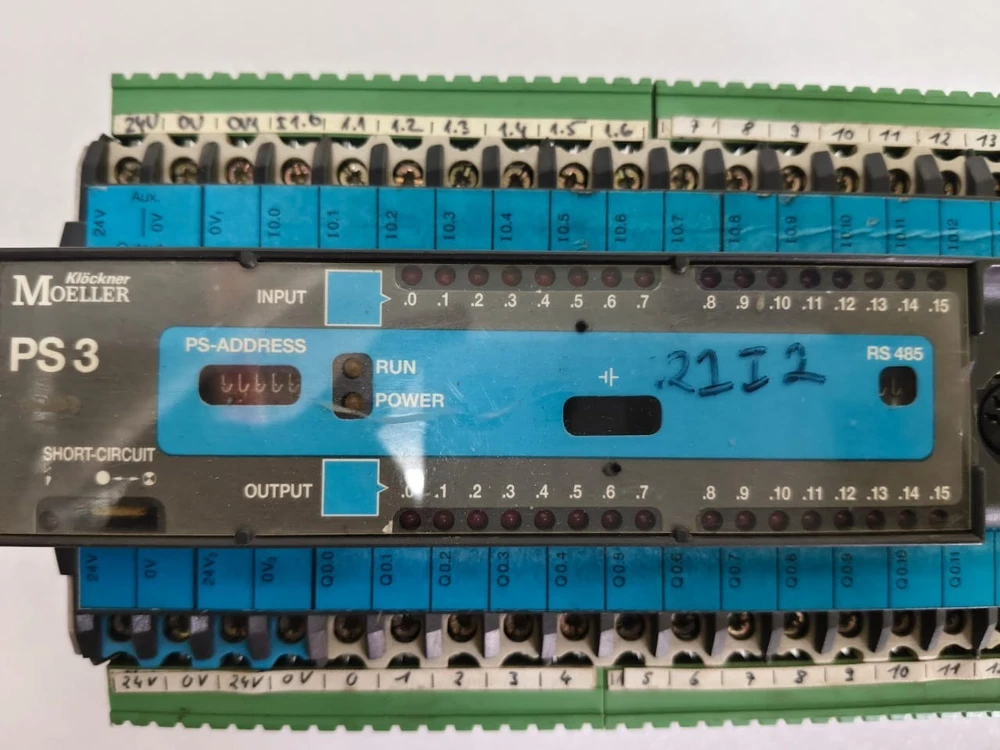 24V 0V 0V1 I1.0 1.1 1.2 1.3 1.4 1.5 1.6 7 8 9 10 11 12 13
Aux.
24V 0V 0V₁ I0.0 I0.1 I0.2 I0.3 I0.4 I0.5 I0.6 I0.7 I0.8 I0.9 I0.10 I0.11 I0.12
Klöckner
MOELLER
INPUT
.0 .1 .2 .3 .4 .5 .6 .7 .8 .9 .10 .11 .12 .13 .14 .15
PS 3
PS-ADDRESS
RUN
POWER
21I2
RS 485
SHORT-CIRCUIT
OUTPUT
.0 .1 .2 .3 .4 .5 .6 .7 .8 .9 .10 .11 .12 .13 .14 .15
24V 0V 24V₂ 0V₂ Q0.0 Q0.1 Q0.2 Q0.3 Q0.4 Q0.5 Q0.6 Q0.7 Q0.8 Q0.9 Q0.10 Q0.11
24V 0V 24V 0V 0 1 2 3 4 5 6 7 8 9 10 11